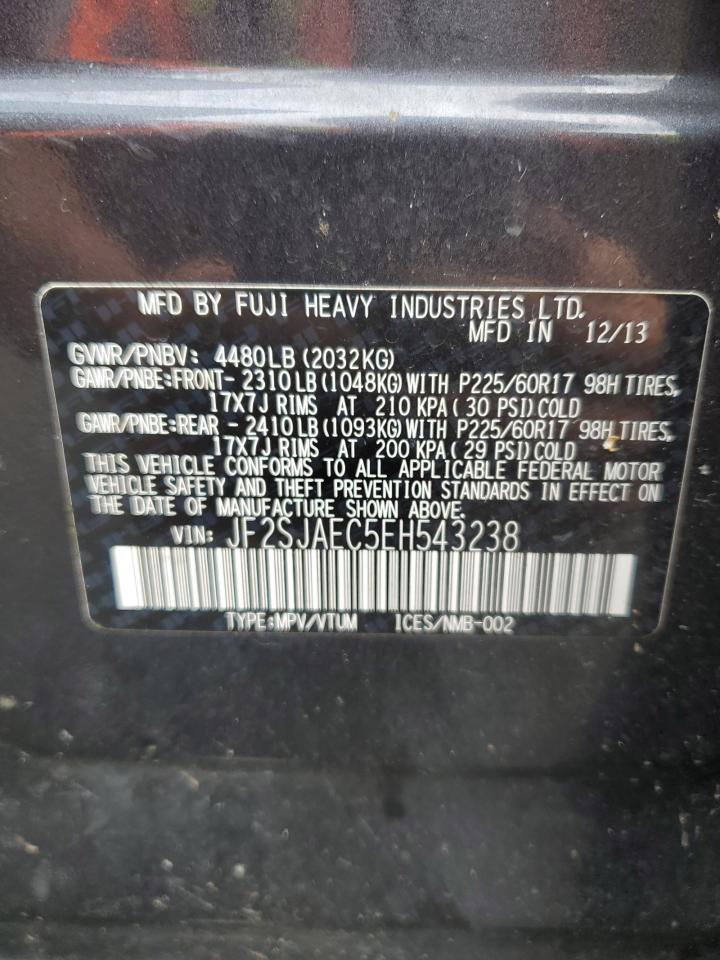 MFD BY FUJI HEAVY INDUSTRIES LTD.
MFD IN 12/13
GVWR/PNBV: 4480LB(2032KG)
GAWR/PNBE:FRONT- 2310LB(1048KG)WITH P225/60R17 98H TIRES,
17X7J RIMS AT 210 KPA( 30 PSI)COLD
GAWR/PNBE:REAR - 2410LB(1093KG)WITH P225/60R17 98H TIRES,
17X7J RIMS AT 200 KPA( 29 PSI)COLD
THIS VEHICLE CONFORMS TO ALL APPLICABLE FEDERAL MOTOR
VEHICLE SAFETY AND THEFT PREVENTION STANDARDS IN EFFECT ON
THE DATE OF MANUFACTURE SHOWN ABOVE.
VIN: JF2SJAEC5EH543238
TYPE:MPV/VTUM ICES/NMB-002